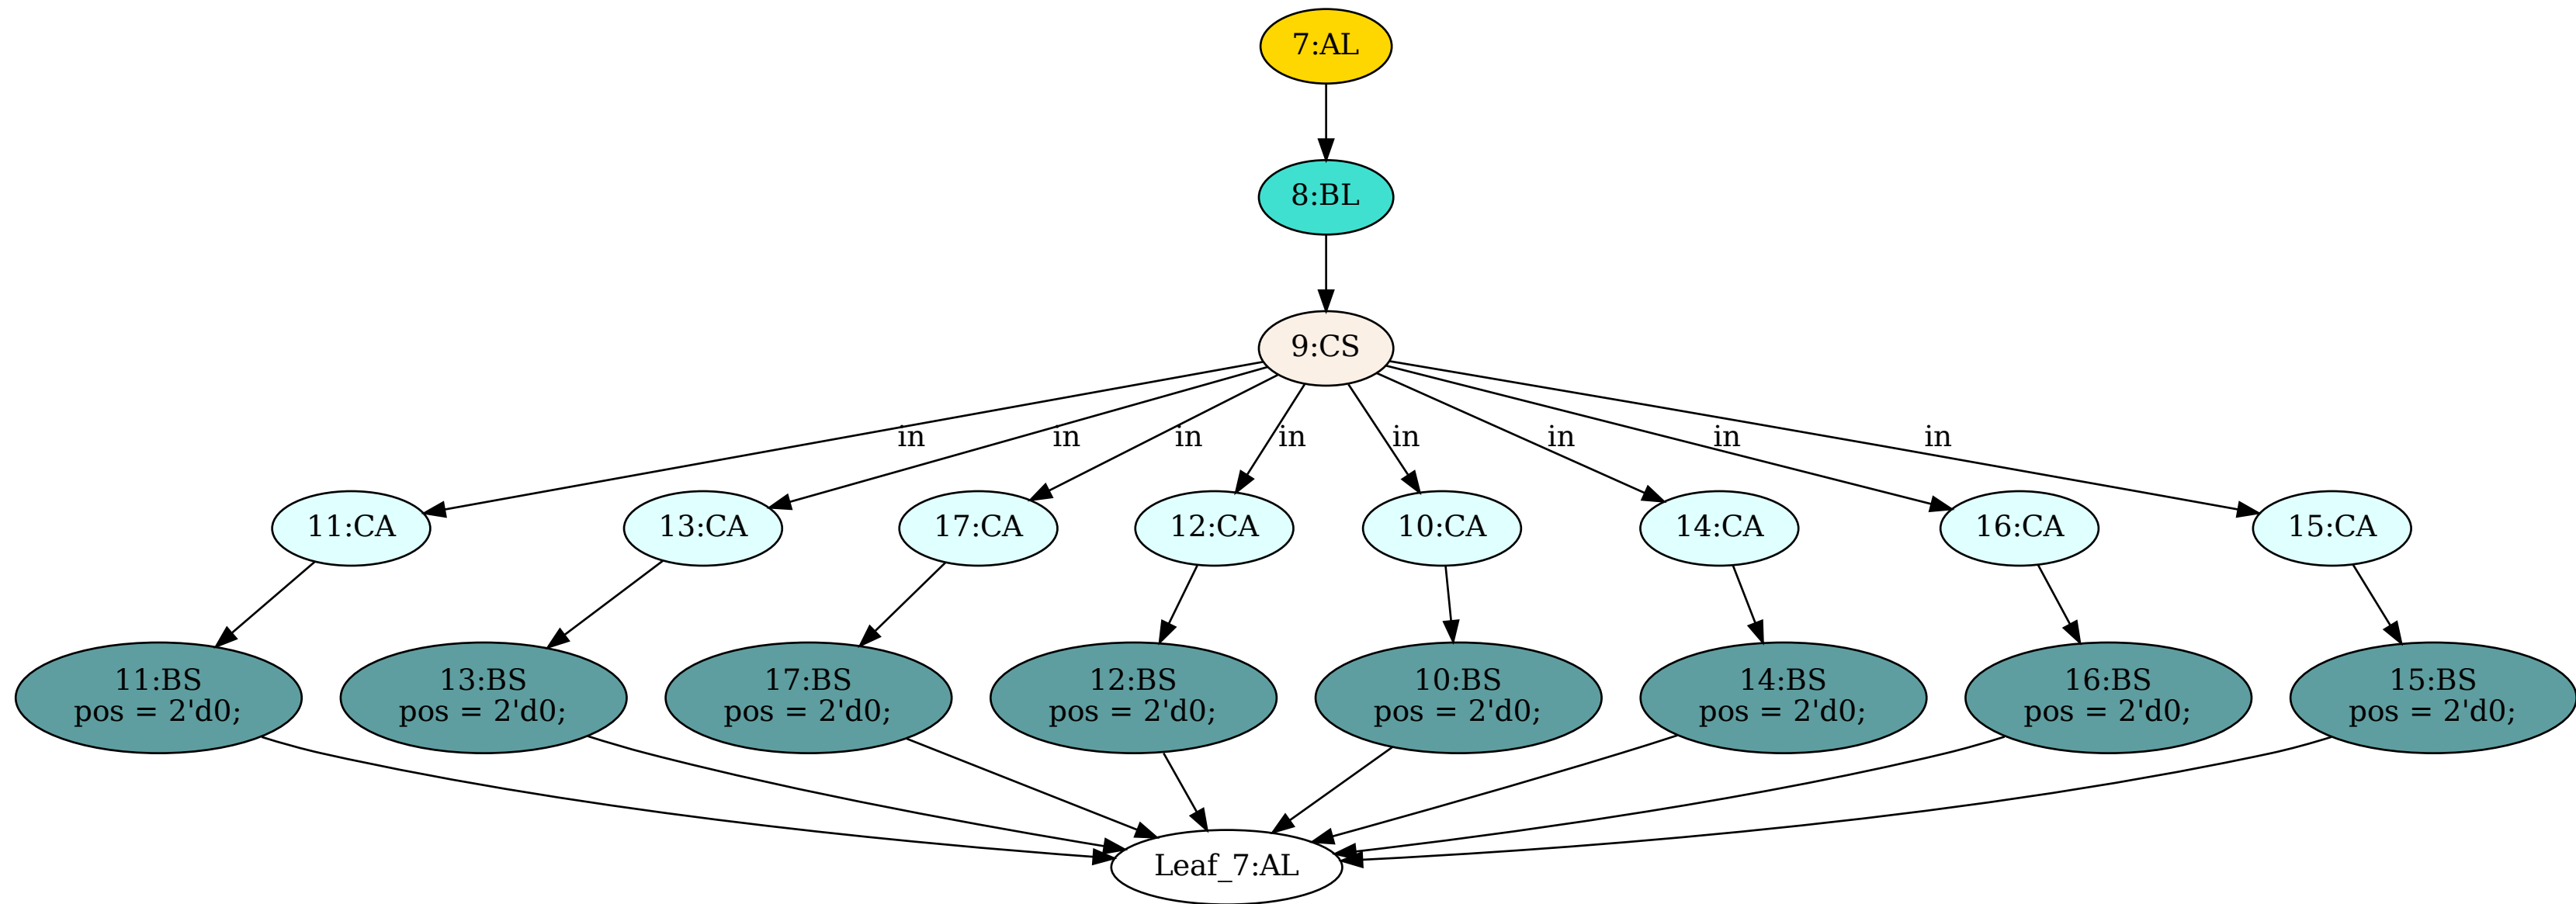 7:AL
8:BL
9:CS
in in in in in in in in
11:CA 13:CA 17:CA 12:CA 10:CA 14:CA 16:CA 15:CA
11:BS
pos = 2'd0;
13:BS
pos = 2'd0;
17:BS
pos = 2'd0;
12:BS
pos = 2'd0;
10:BS
pos = 2'd0;
14:BS
pos = 2'd0;
16:BS
pos = 2'd0;
15:BS
pos = 2'd0;
Leaf_7:AL